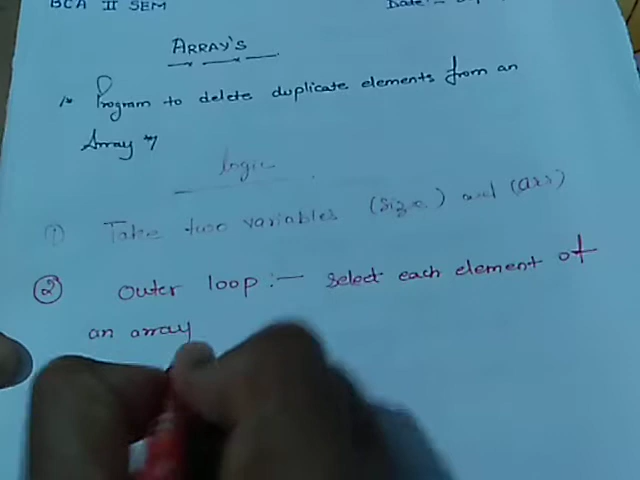 BCA II SEM
Date:-
ARRAY's
Program to delete duplicate elements from an
Array */
logic
① Take two variables (size) and (arr)
② Outer loop :- select each element of
an array